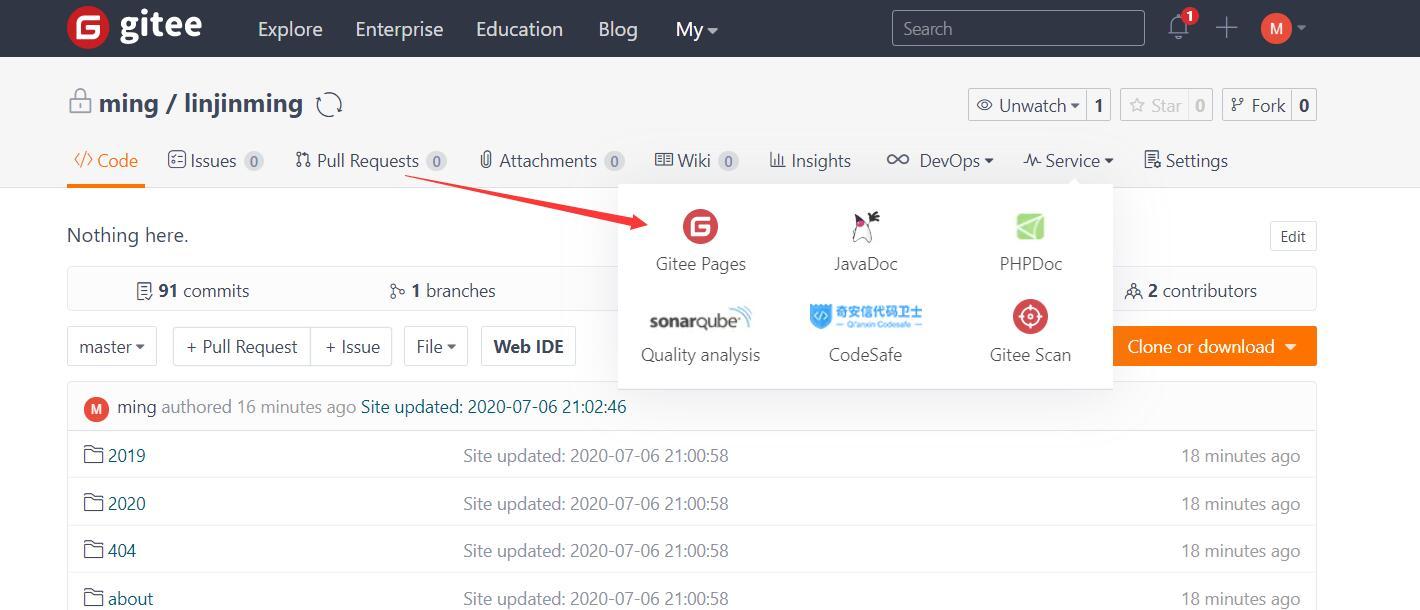 gitee Explore Enterprise Education Blog My Search 1 M
ming / linjinming Unwatch 1 Star 0 Fork 0
Code Issues 0 Pull Requests 0 Attachments 0 Wiki 0 Insights DevOps Service Settings
Nothing here. Edit
Gitee Pages JavaDoc PHPDoc
91 commits 1 branches 2 contributors
sonarqube 奇安信代码卫士
Qi'anxin Codesafe
master + Pull Request + Issue File Web IDE Clone or download
Quality analysis CodeSafe Gitee Scan
M ming authored 16 minutes ago Site updated: 2020-07-06 21:02:46
2019 Site updated: 2020-07-06 21:00:58 18 minutes ago
2020 Site updated: 2020-07-06 21:00:58 18 minutes ago
404 Site updated: 2020-07-06 21:00:58 18 minutes ago
about Site updated: 2020-07-06 21:00:58 18 minutes ago